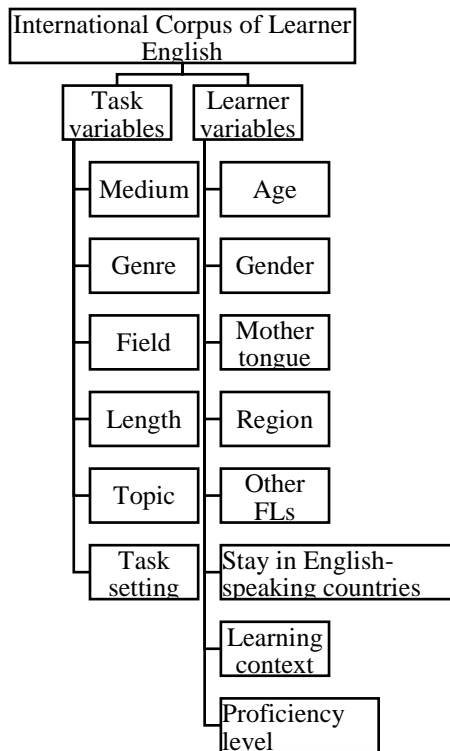 International Corpus of Learner
English
Task
variables
Medium
Genre
Field
Length
Topic
Task
setting
Learner
variables
Age
Gender
Mother
tongue
Region
Other
FLs
Stay in English-
speaking countries
Learning
context
Proficiency
level